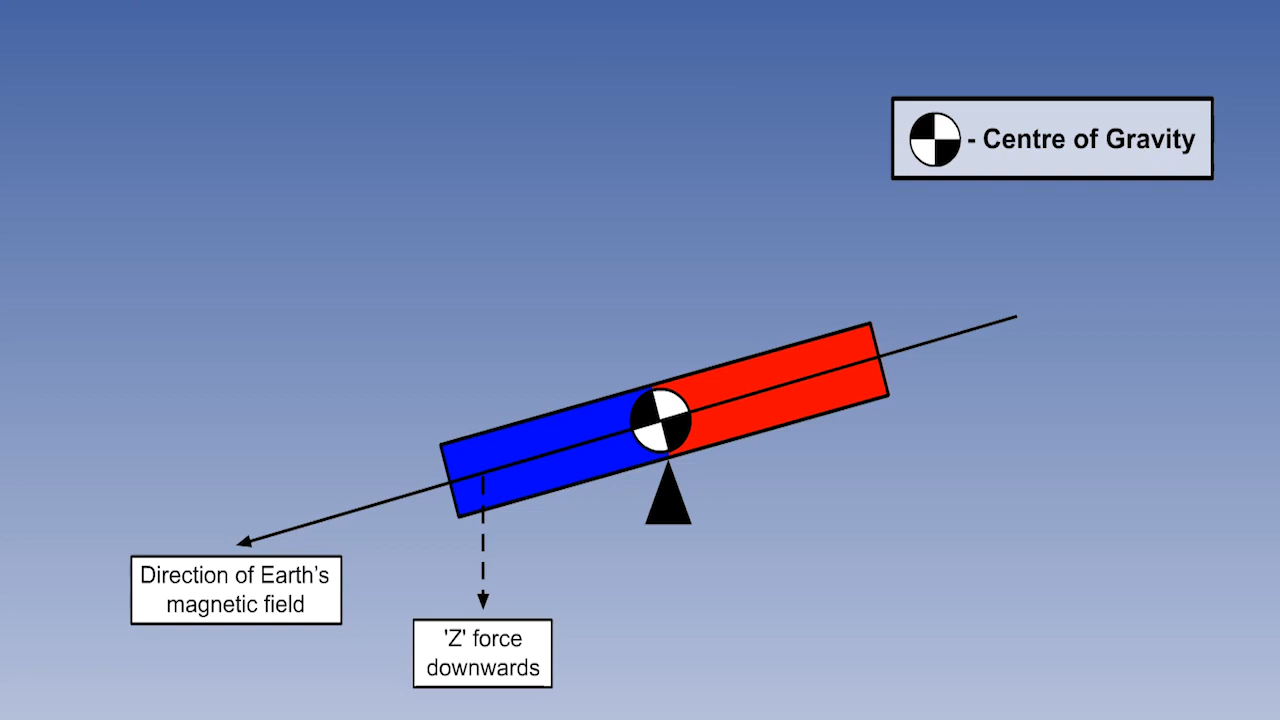 - Centre of Gravity
Direction of Earth's
magnetic field
'Z' force
downwards